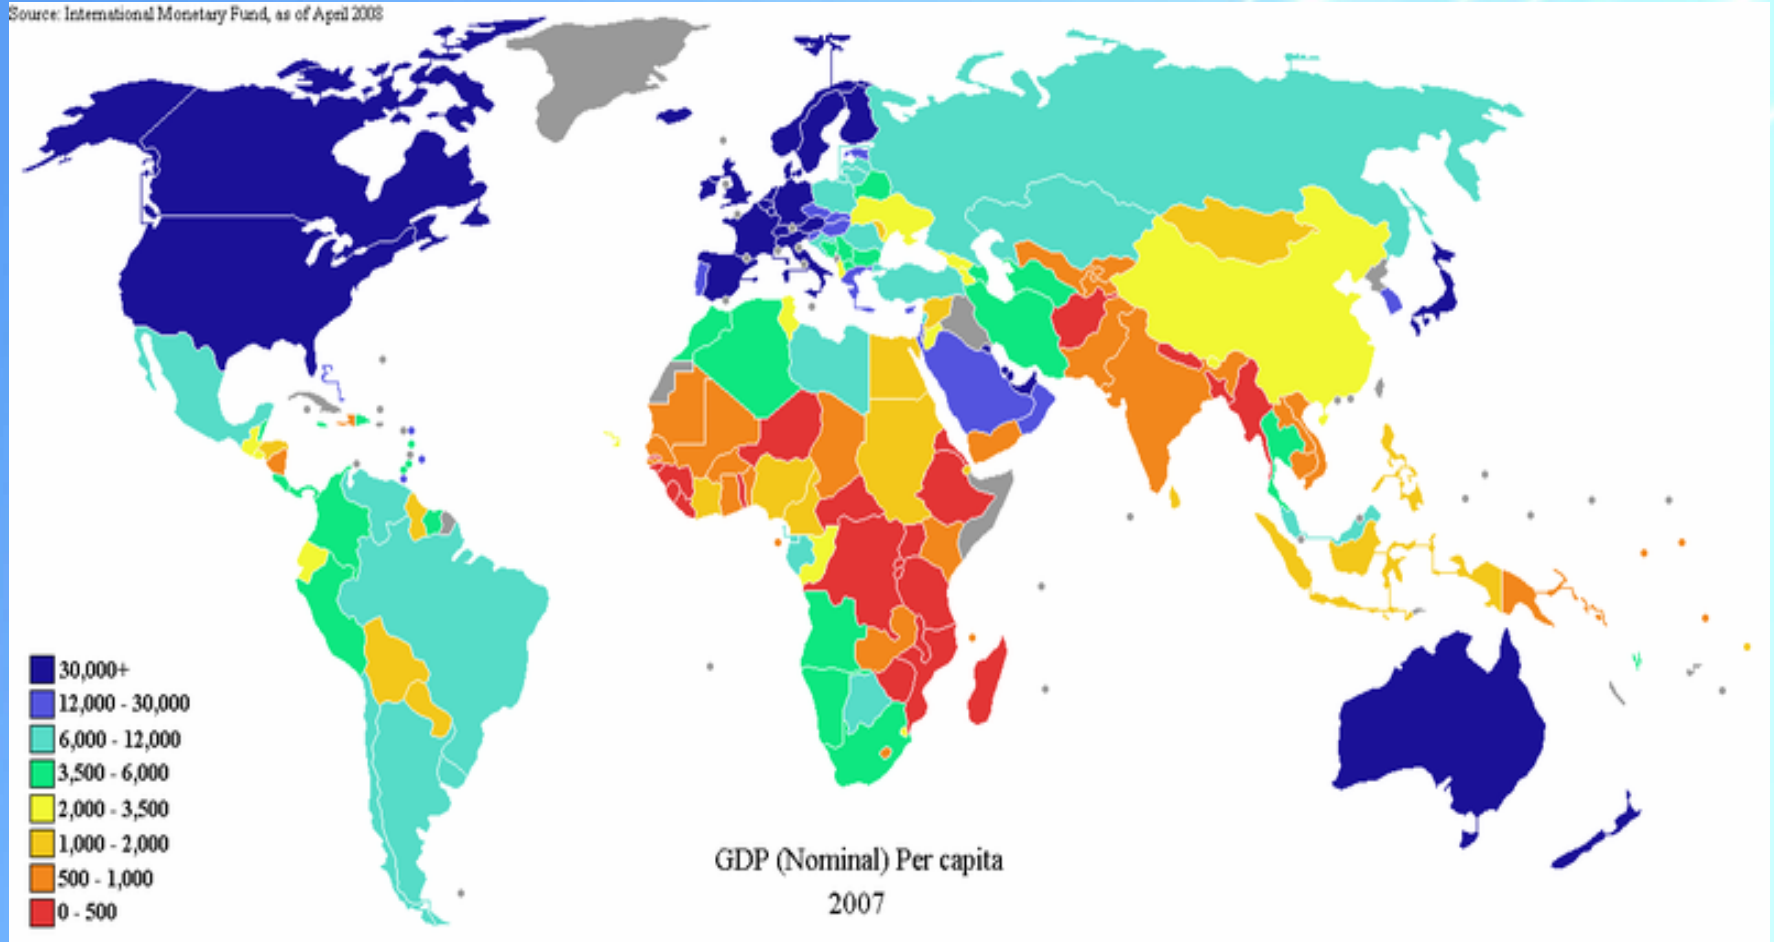 Source: International Monetary Fund, as of April 2008
30,000+
12,000 - 30,000
6,000 - 12,000
3,500 - 6,000
2,000 - 3,500
1,000 - 2,000
500 - 1,000
0 - 500
GDP (Nominal) Per capita
2007